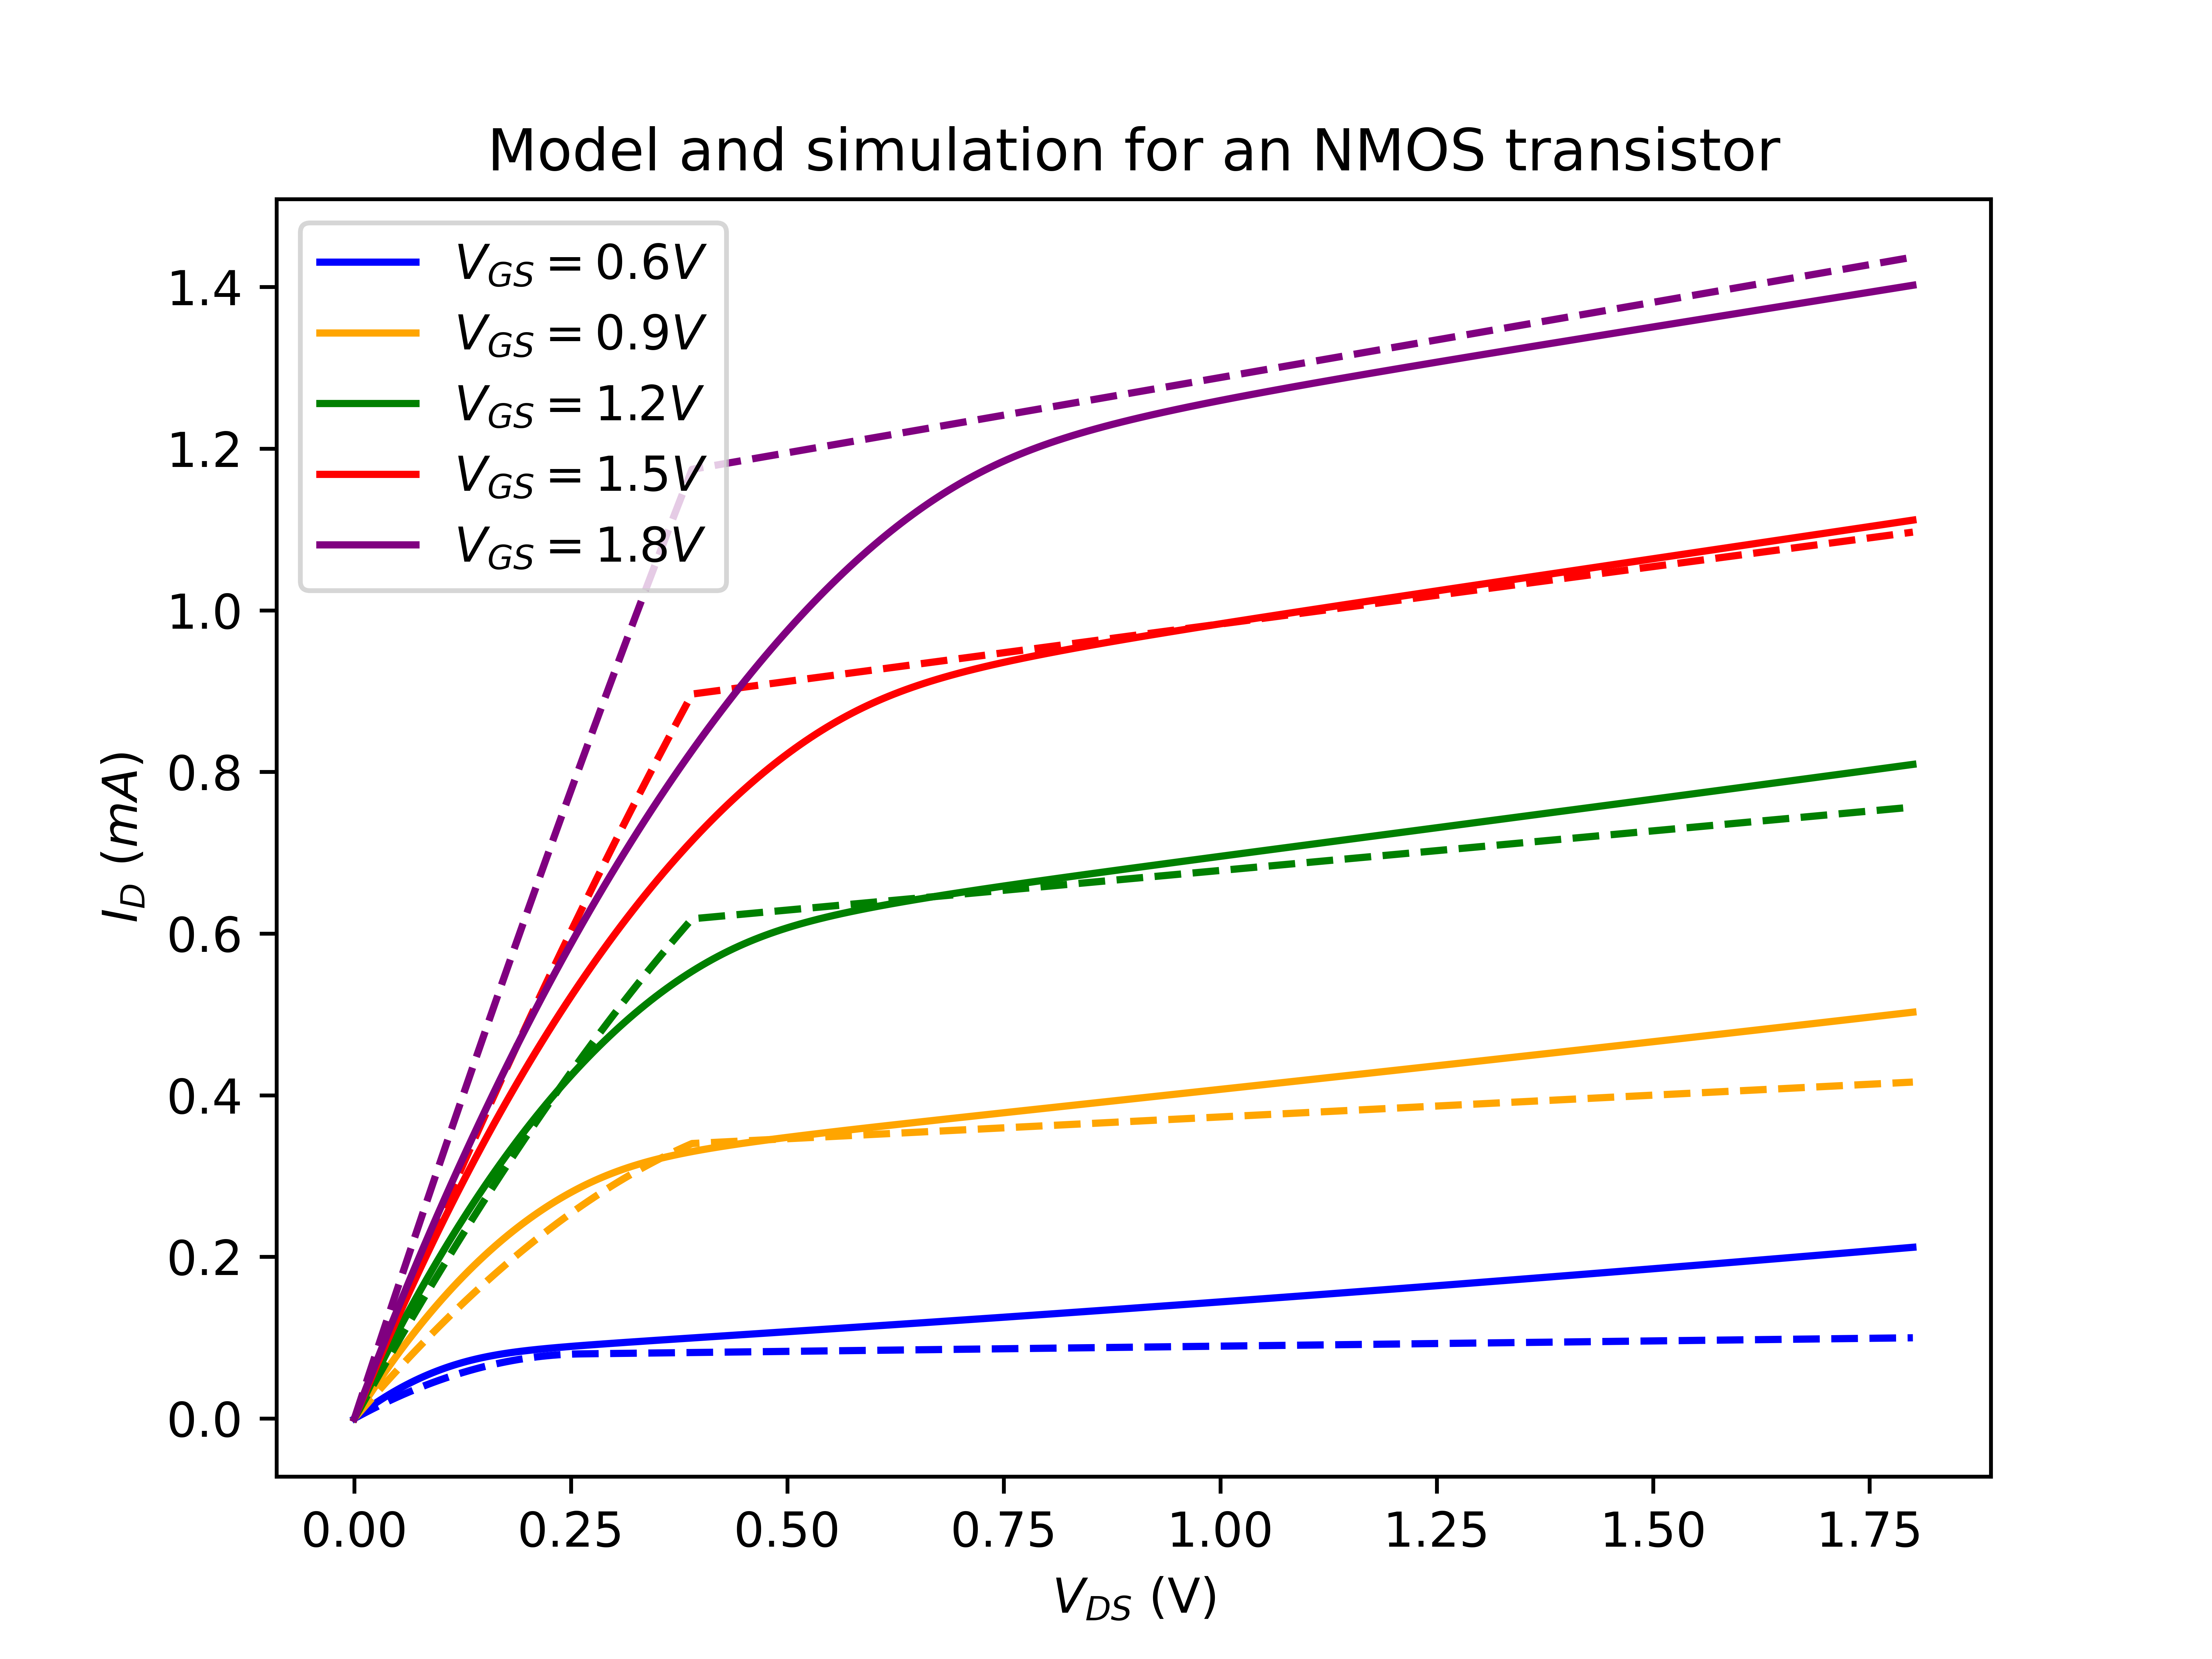 Model and simulation for an NMOS transistor
V_GS = 0.6V
V_GS = 0.9V
V_GS = 1.2V
V_GS = 1.5V
V_GS = 1.8V
I_D (mA)
1.4
1.2
1.0
0.8
0.6
0.4
0.2
0.0
0.00 0.25 0.50 0.75 1.00 1.25 1.50 1.75
V_DS (V)